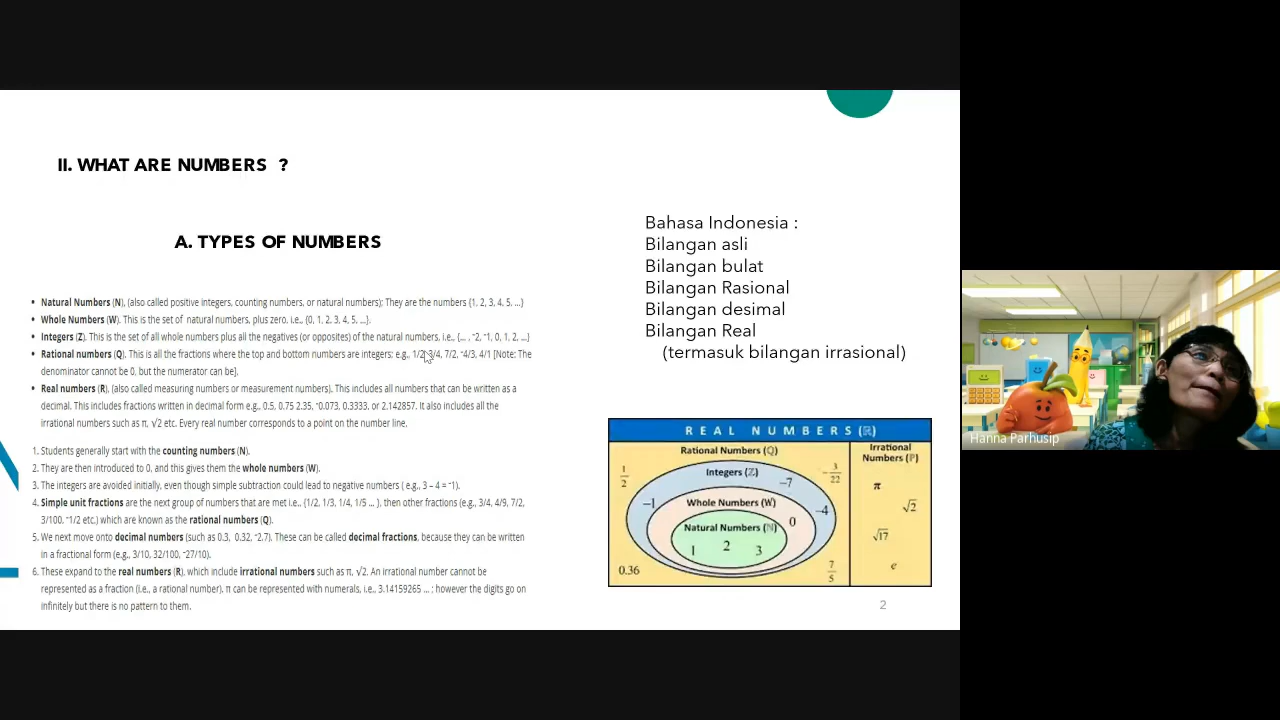 II. WHAT ARE NUMBERS ?
A. TYPES OF NUMBERS
• Natural Numbers (N), (also called positive integers, counting numbers, or natural numbers); They are the numbers {1, 2, 3, 4, 5, …}
• Whole Numbers (W). This is the set of natural numbers, plus zero, i.e., {0, 1, 2, 3, 4, 5, …}.
• Integers (Z). This is the set of all whole numbers plus all the negatives (or opposites) of the natural numbers, i.e., {… , ⁻2, ⁻1, 0, 1, 2, …}
• Rational numbers (Q). This is all the fractions where the top and bottom numbers are integers: e.g., 1/2, 3/4, 7/2, ⁻4/3, 4/1 [Note: The
denominator cannot be 0, but the numerator can be].
• Real numbers (R), (also called measuring numbers or measurement numbers). This includes all numbers that can be written as a
decimal. This includes fractions written in decimal form e.g., 0.5, 0.75 2.35, ⁻0.073, 0.3333, or 2.142857. It also includes all the
irrational numbers such as π, √2 etc. Every real number corresponds to a point on the number line.
1. Students generally start with the counting numbers (N).
2. They are then introduced to 0, and this gives them the whole numbers (W).
3. The integers are avoided initially, even though simple subtraction could lead to negative numbers ( e.g., 3 – 4 = ⁻1).
4. Simple unit fractions are the next group of numbers that are met i.e., {1/2, 1/3, 1/4, 1/5 … ), then other fractions (e.g., 3/4, 4/9, 7/2,
3/100, ⁻1/2 etc.) which are known as the rational numbers (Q).
5. We next move onto decimal numbers (such as 0.3, 0.32, ⁻2.7). These can be called decimal fractions, because they can be written
in a fractional form (e.g., 3/10, 32/100, ⁻27/10).
6. These expand to the real numbers (R), which include irrational numbers such as π, √2. An irrational number cannot be
represented as a fraction (i.e., a rational number). π can be represented with numerals, i.e., 3.14159265 … ; however the digits go on
infinitely but there is no pattern to them.
Bahasa Indonesia :
Bilangan asli
Bilangan bulat
Bilangan Rasional
Bilangan desimal
Bilangan Real
(termasuk bilangan irrasional)
REAL NUMBERS (ℝ)
Rational Numbers (ℚ)
Irrational
Numbers (ℙ)
1/2
Integers (ℤ)
-3/22
-7
π
-1
Whole Numbers (W)
-4
√2
Natural Numbers (ℕ)
0
√17
1 2 3
0.36
7/5
e
2
Hanna Parhusip